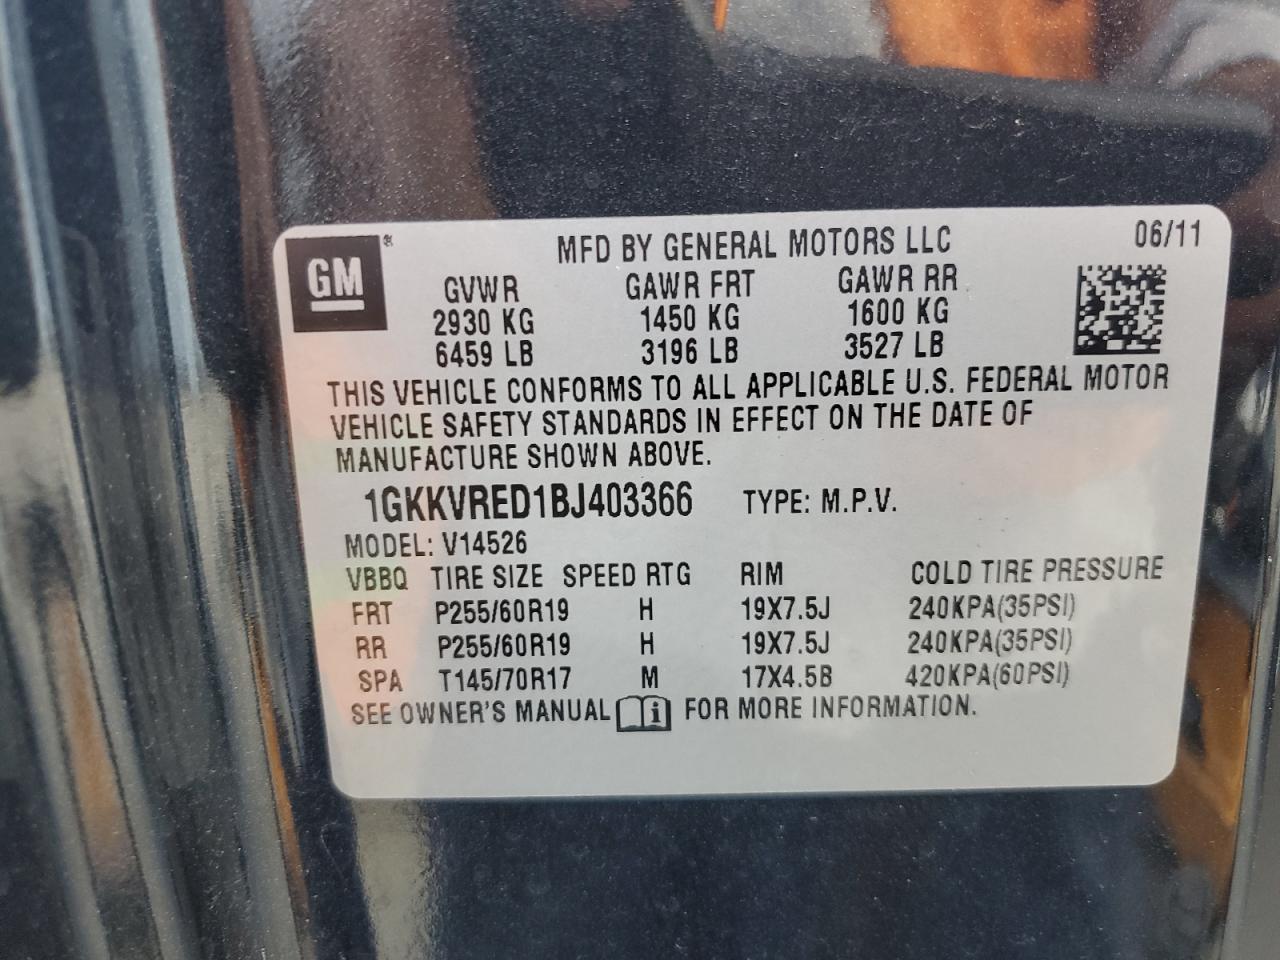 GM ®
MFD BY GENERAL MOTORS LLC 06/11
GVWR GAWR FRT GAWR RR
2930 KG 1450 KG 1600 KG
6459 LB 3196 LB 3527 LB
THIS VEHICLE CONFORMS TO ALL APPLICABLE U.S. FEDERAL MOTOR
VEHICLE SAFETY STANDARDS IN EFFECT ON THE DATE OF
MANUFACTURE SHOWN ABOVE.
1GKKVRED1BJ403366 TYPE: M.P.V.
MODEL: V14526
VBBQ TIRE SIZE SPEED RTG RIM COLD TIRE PRESSURE
FRT P255/60R19 H 19X7.5J 240KPA(35PSI)
RR P255/60R19 H 19X7.5J 240KPA(35PSI)
SPA T145/70R17 M 17X4.5B 420KPA(60PSI)
SEE OWNER'S MANUAL i FOR MORE INFORMATION.